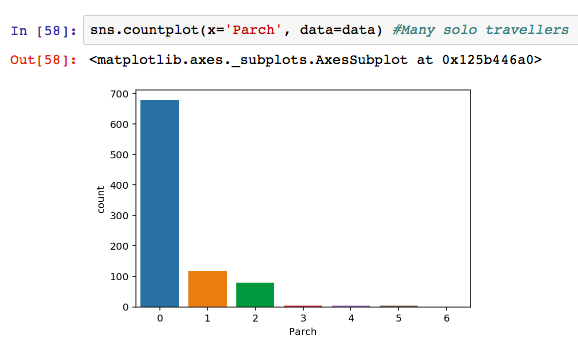 In [58]: sns.countplot(x='Parch', data=data) #Many solo travellers
Out[58]: <matplotlib.axes._subplots.AxesSubplot at 0x125b446a0>
700
600
500
400
300
200
100
0
count
0 1 2 3 4 5 6
Parch